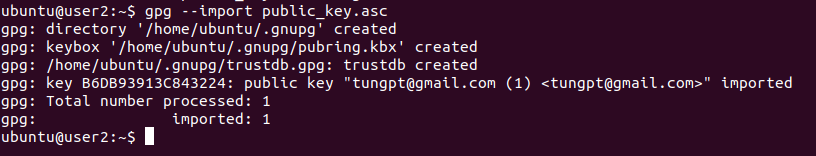 ubuntu@user2:~$ gpg --import public_key.asc
gpg: directory '/home/ubuntu/.gnupg' created
gpg: keybox '/home/ubuntu/.gnupg/pubring.kbx' created
gpg: /home/ubuntu/.gnupg/trustdb.gpg: trustdb created
gpg: key B6DB93913C843224: public key "tungpt@gmail.com (1) <tungpt@gmail.com>" imported
gpg: Total number processed: 1
gpg:               imported: 1
ubuntu@user2:~$